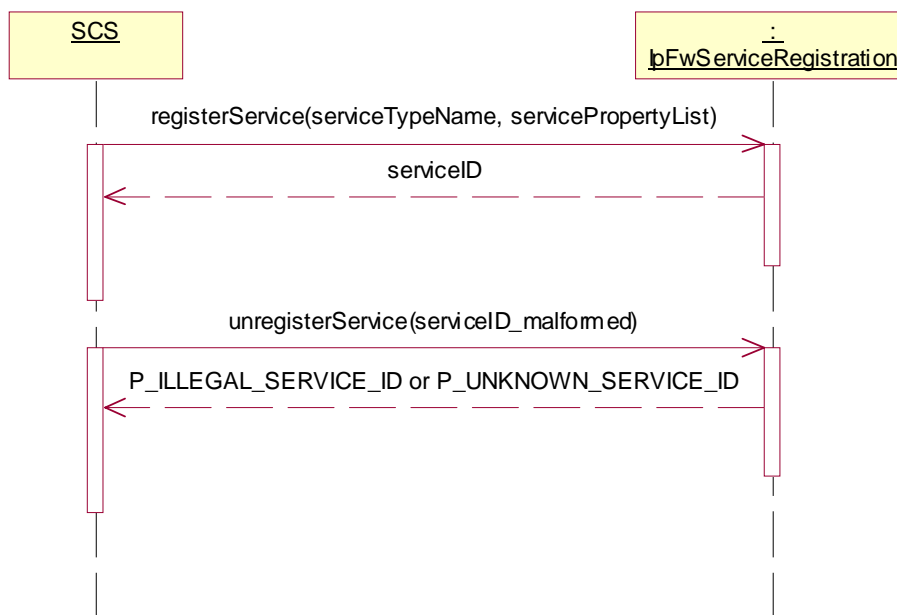 SCS
:
IpFwServiceRegistration
registerService(serviceTypeName, servicePropertyList)
serviceID
unregisterService(serviceID_malformed)
P_ILLEGAL_SERVICE_ID or P_UNKNOWN_SERVICE_ID